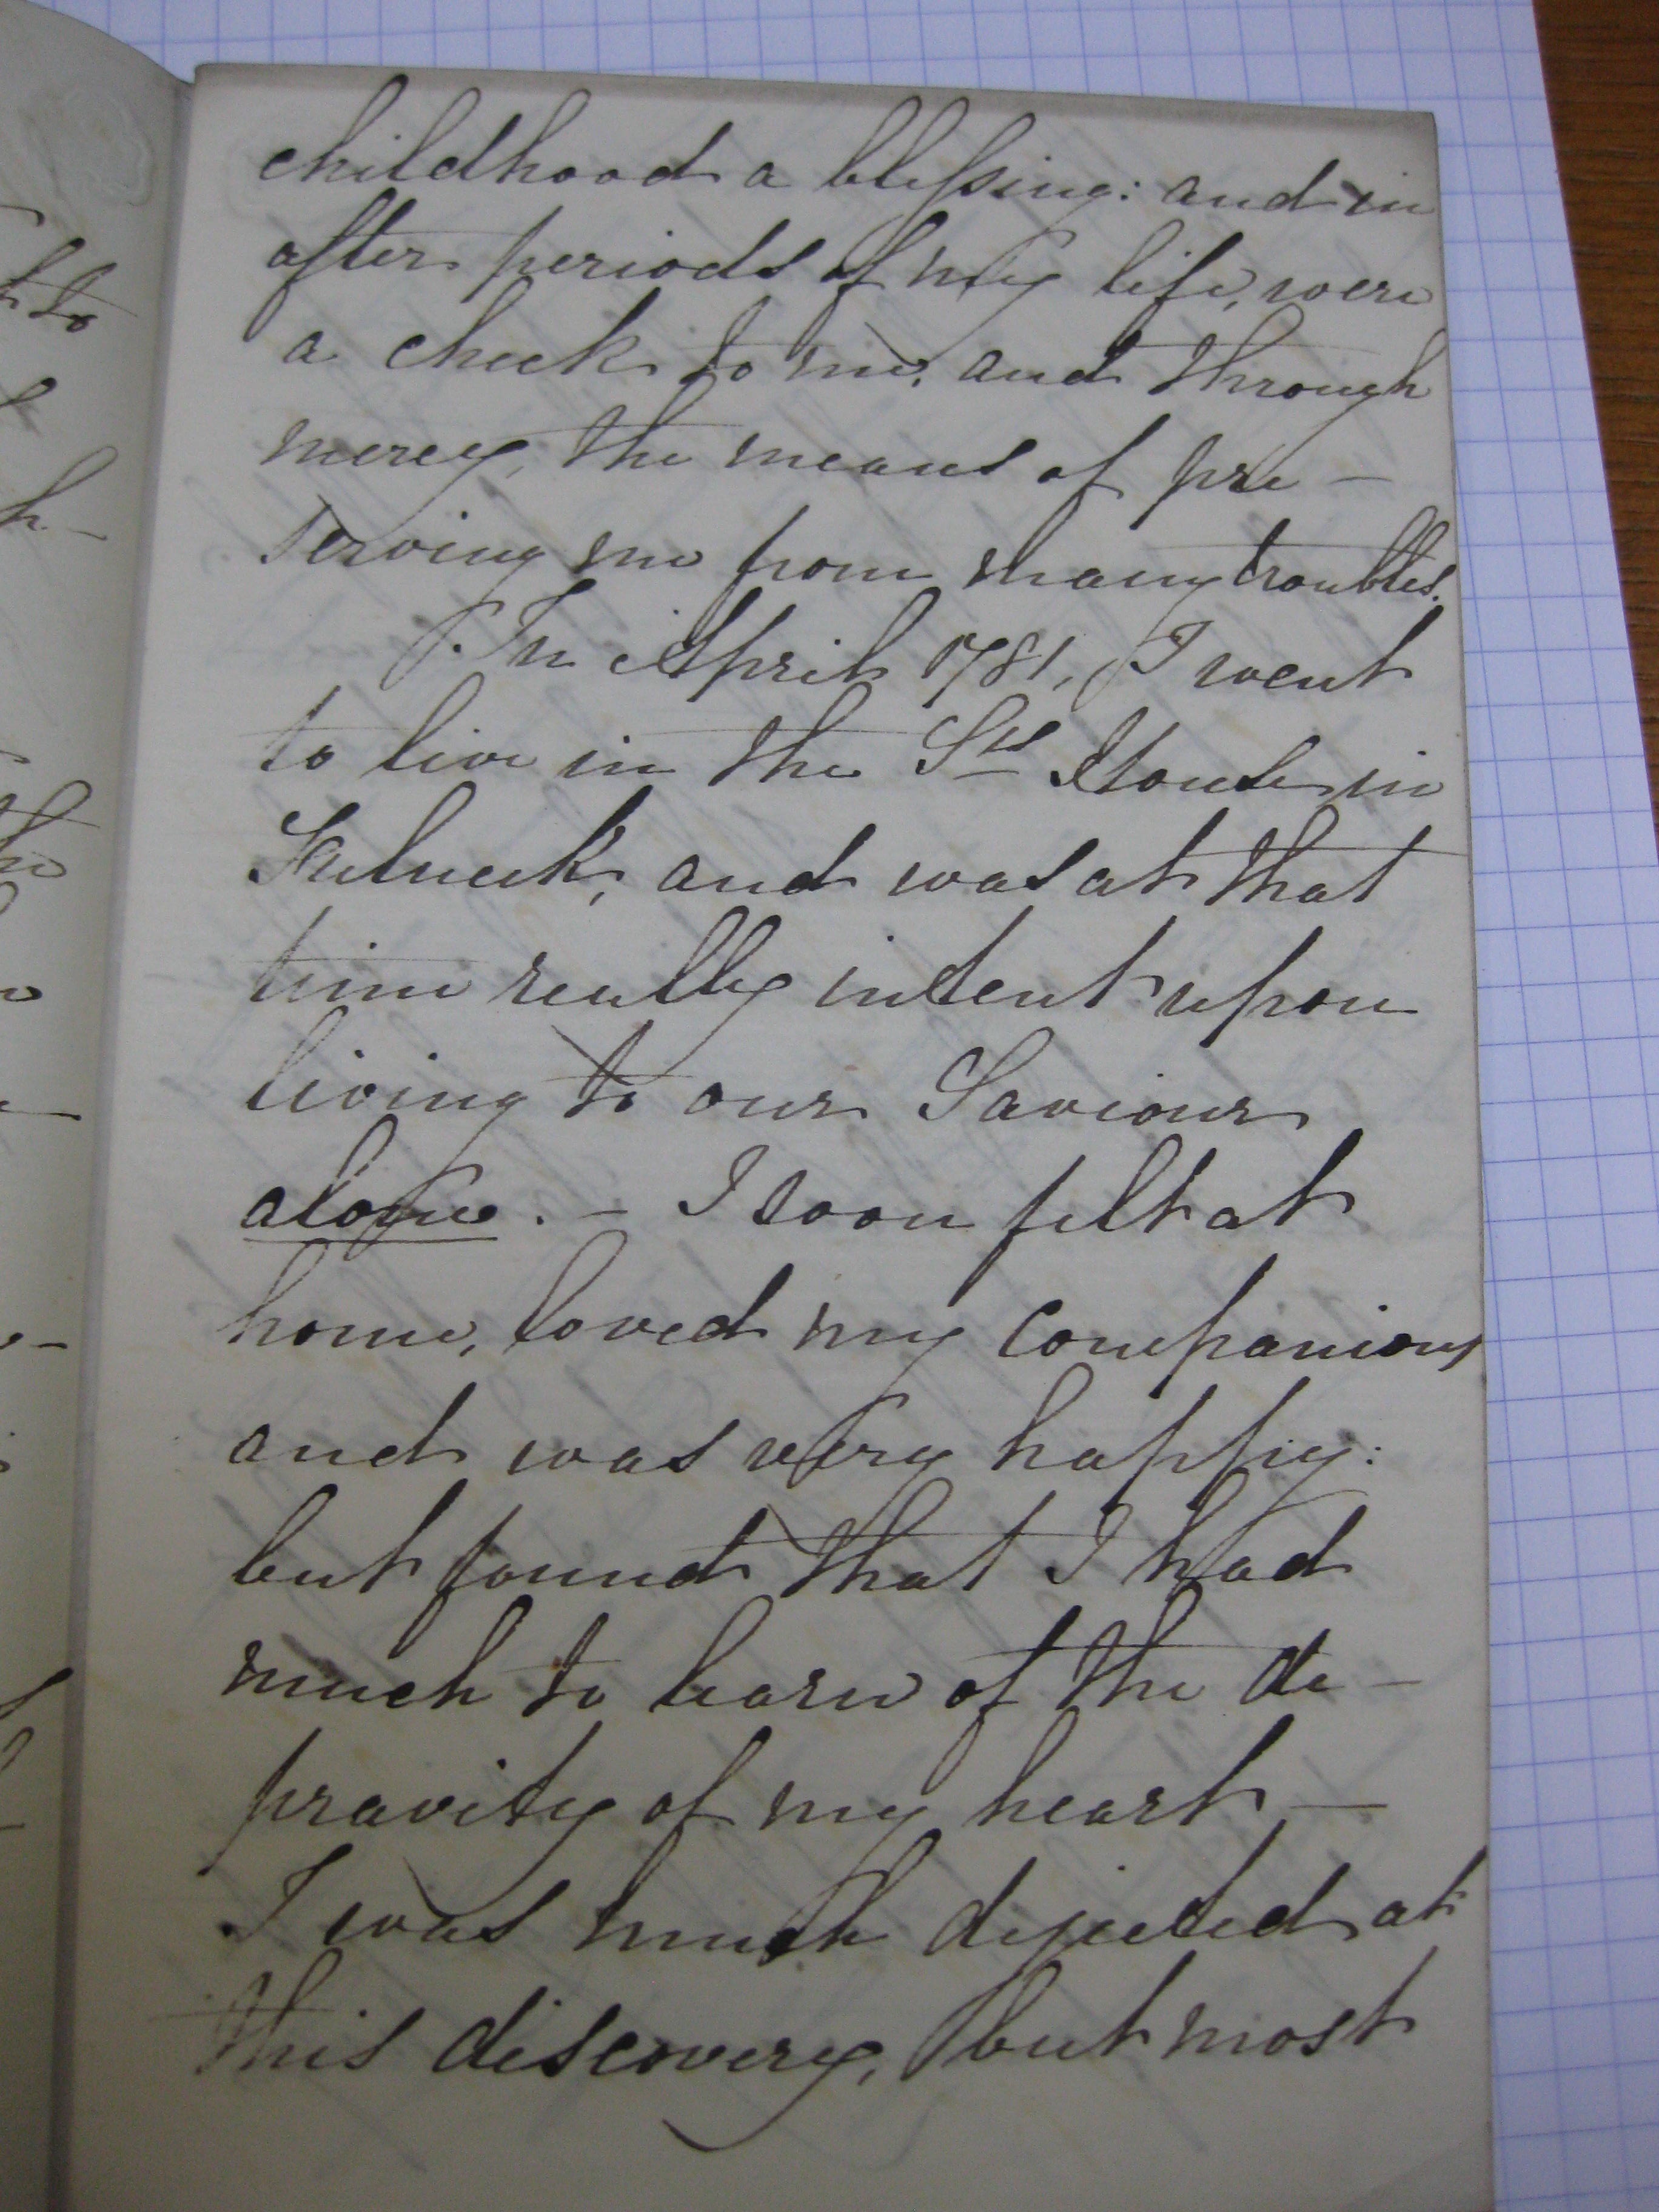 childhood a blessing: and in
after periods of my life, were
a check to me, and through
mercy, the means of pre-
serving me from many troubles.
In April 1781, I went
to live in the Srs House in
Fulneck, and was at that
time really intent upon
living to our Saviour
alone. - I soon felt at
home, loved my companions
and was very happy:
but found that I had
much to learn of the de-
pravity of my heart -
I was much dejected at
this discovery, but most